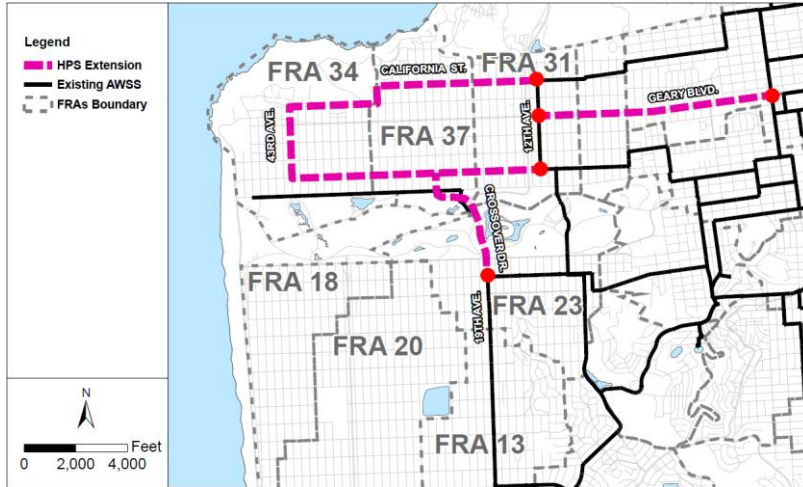 Legend
HPS Extension
Existing AWSS
FRAs Boundary
N
Feet
0 2,000 4,000
FRA 34
CALIFORNIA ST.
FRA 31
GEARY BLVD.
43RD AVE.
FRA 37
12TH AVE.
CROSSOVER DR.
FRA 18
FRA 23
19TH AVE.
FRA 20
FRA 13